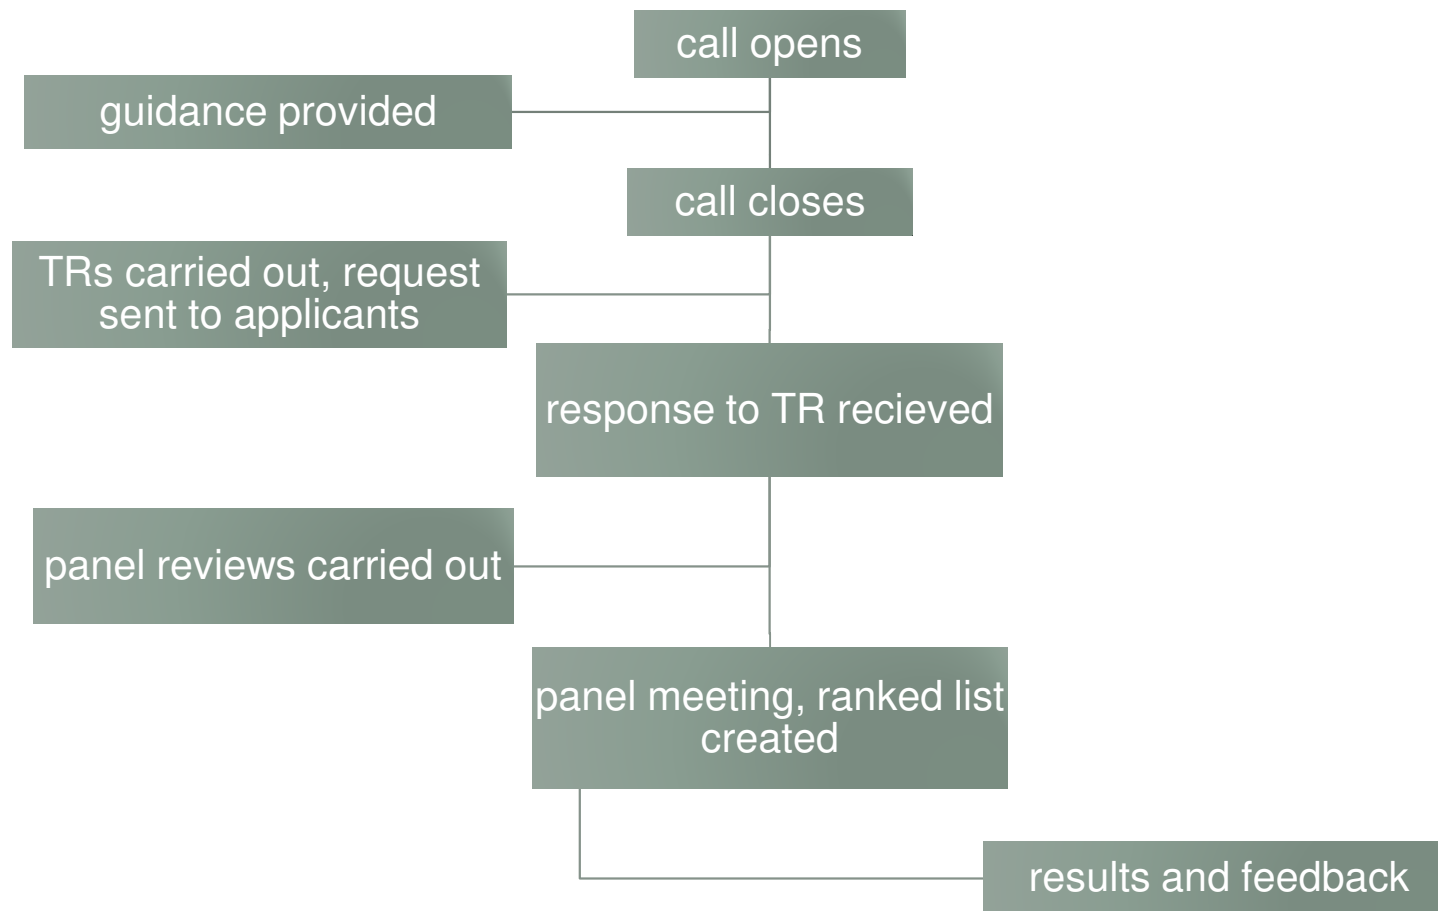 call opens
guidance provided
call closes
TRs carried out, request
sent to applicants
response to TR recieved
panel reviews carried out
panel meeting, ranked list
created
results and feedback